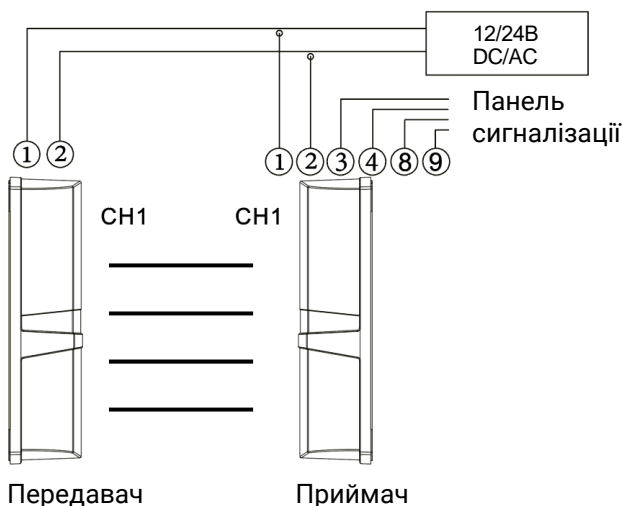 12/24В
DC/AC
Панель
сигналізації
① ② ① ② ③ ④ ⑧ ⑨
CH1 CH1
Передавач Приймач